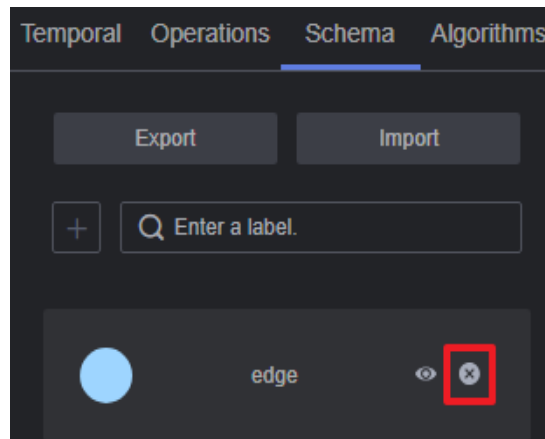 Temporal Operations Schema Algorithms
Export Import
Enter a label.
edge